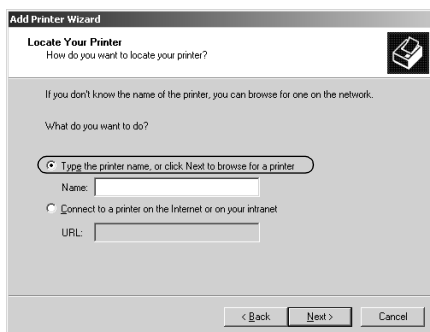 Add Printer Wizard
Locate Your Printer
How do you want to locate your printer?
If you don't know the name of the printer, you can browse for one on the network.
What do you want to do?
Type the printer name, or click Next to browse for a printer
Name:
Connect to a printer on the Internet or on your intranet
URL:
< Back Next > Cancel